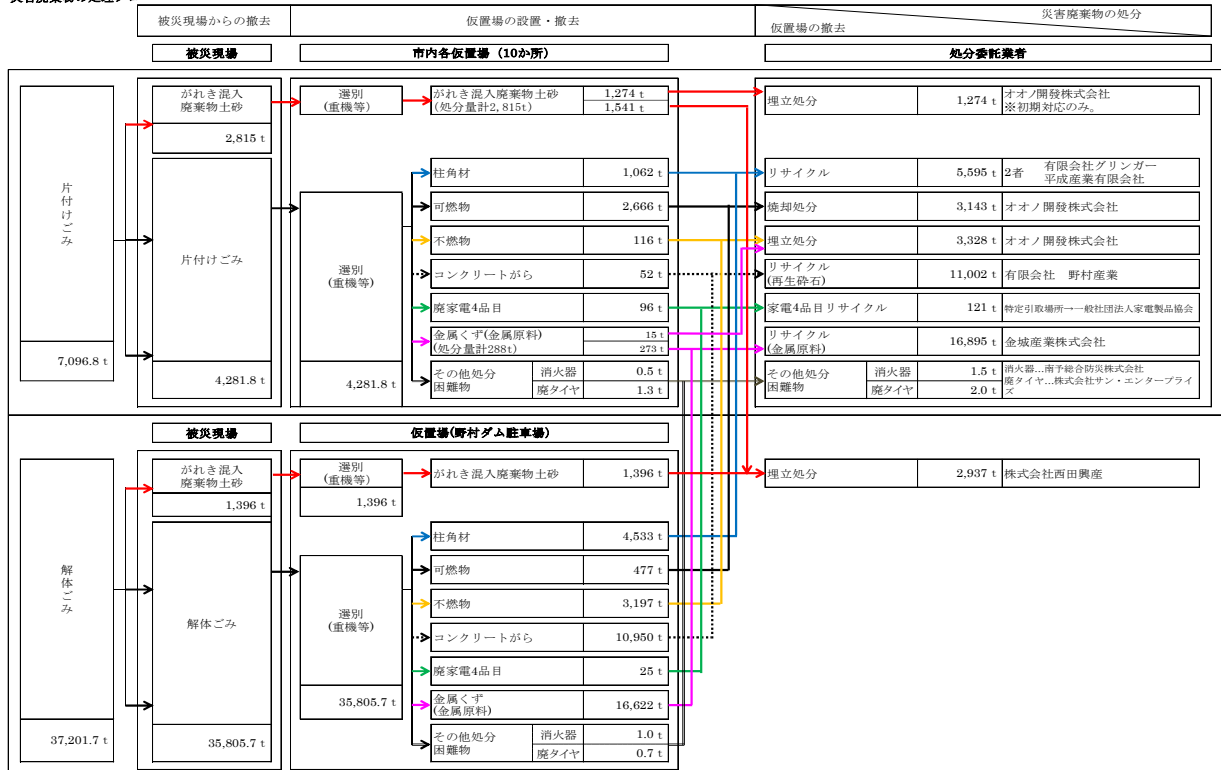 被災現場からの撤去
仮置場の設置・撤去
仮置場の撤去
災害廃棄物の処分
被災現場
市内各仮置場（10か所）
処分委託業者
片付けごみ
7,096.8 t
がれき混入
廃棄物土砂
2,815 t
片付けごみ
4,281.8 t
選別
(重機等)
選別
(重機等)
4,281.8 t
がれき混入廃棄物土砂
(処分量計2,815t)
1,274 t
1,541 t
柱角材
1,062 t
可燃物
2,666 t
不燃物
116 t
コンクリートがら
52 t
廃家電4品目
96 t
金属くず(金属原料)
(処分量計288t)
15 t
273 t
その他処分
困難物
消火器
0.5 t
廃タイヤ
1.3 t
埋立処分
1,274 t
オオノ開發株式会社
※初期対応のみ。
リサイクル
5,595 t
2者
有限会社グリンガー
平成産業有限会社
焼却処分
3,143 t
オオノ開發株式会社
埋立処分
3,328 t
オオノ開發株式会社
リサイクル
(再生砕石)
11,002 t
有限会社　野村産業
家電4品目リサイクル
121 t
特定引取場所→一般社団法人家電製品協会
リサイクル
(金属原料)
16,895 t
金城産業株式会社
その他処分
困難物
消火器
1.5 t
廃タイヤ
2.0 t
消火器…南予総合防災株式会社
廃タイヤ…株式会社サン・エンタープライ
ズ
被災現場
仮置場(野村ダム駐車場)
解体ごみ
37,201.7 t
がれき混入
廃棄物土砂
1,396 t
解体ごみ
35,805.7 t
選別
(重機等)
1,396 t
選別
(重機等)
35,805.7 t
がれき混入廃棄物土砂
1,396 t
柱角材
4,533 t
可燃物
477 t
不燃物
3,197 t
コンクリートがら
10,950 t
廃家電4品目
25 t
金属くず
(金属原料)
16,622 t
その他処分
困難物
消火器
1.0 t
廃タイヤ
0.7 t
埋立処分
2,937 t
株式会社西田興産